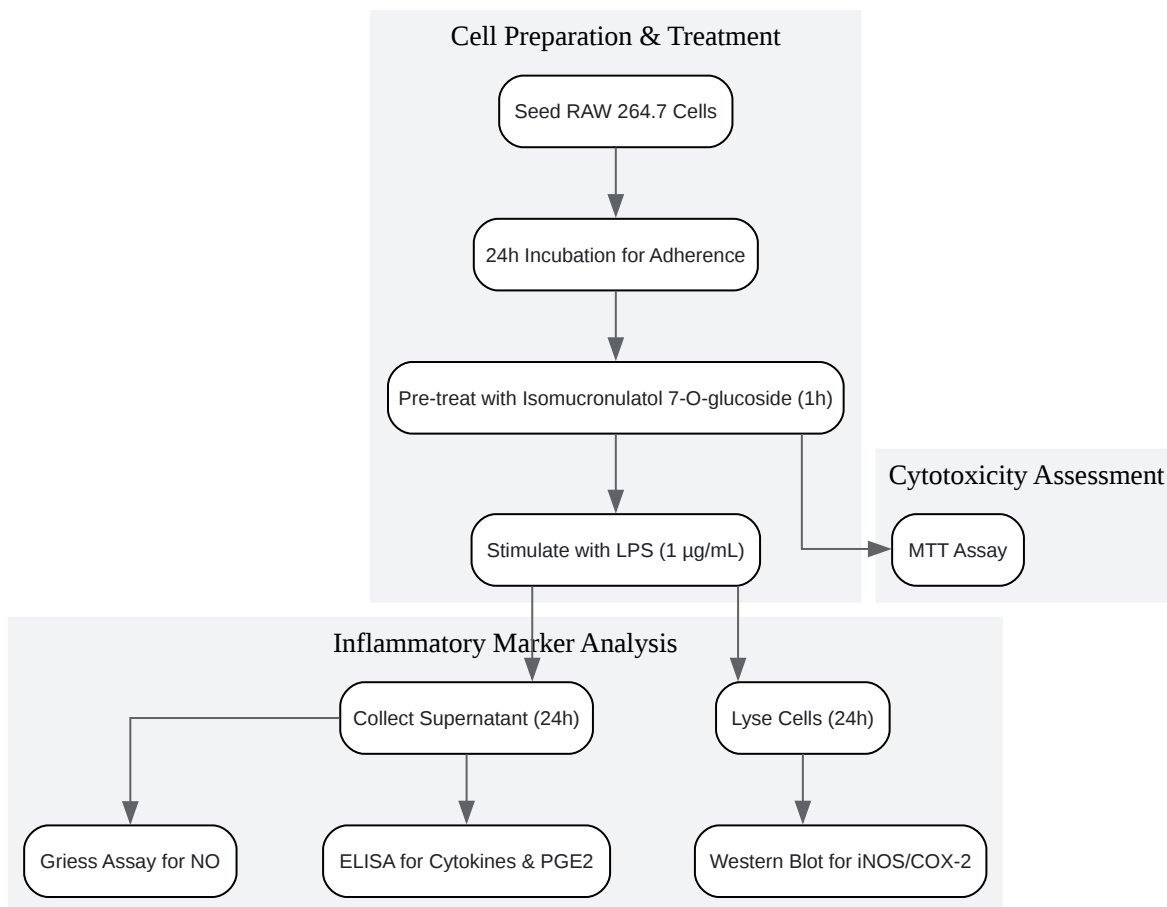 Cell Preparation & Treatment
Seed RAW 264.7 Cells
24h Incubation for Adherence
Pre-treat with Isomucronulatol 7-O-glucoside (1h)
Stimulate with LPS (1 µg/mL)
Cytotoxicity Assessment
MTT Assay
Inflammatory Marker Analysis
Collect Supernatant (24h)
Lyse Cells (24h)
Griess Assay for NO
ELISA for Cytokines & PGE2
Western Blot for iNOS/COX-2